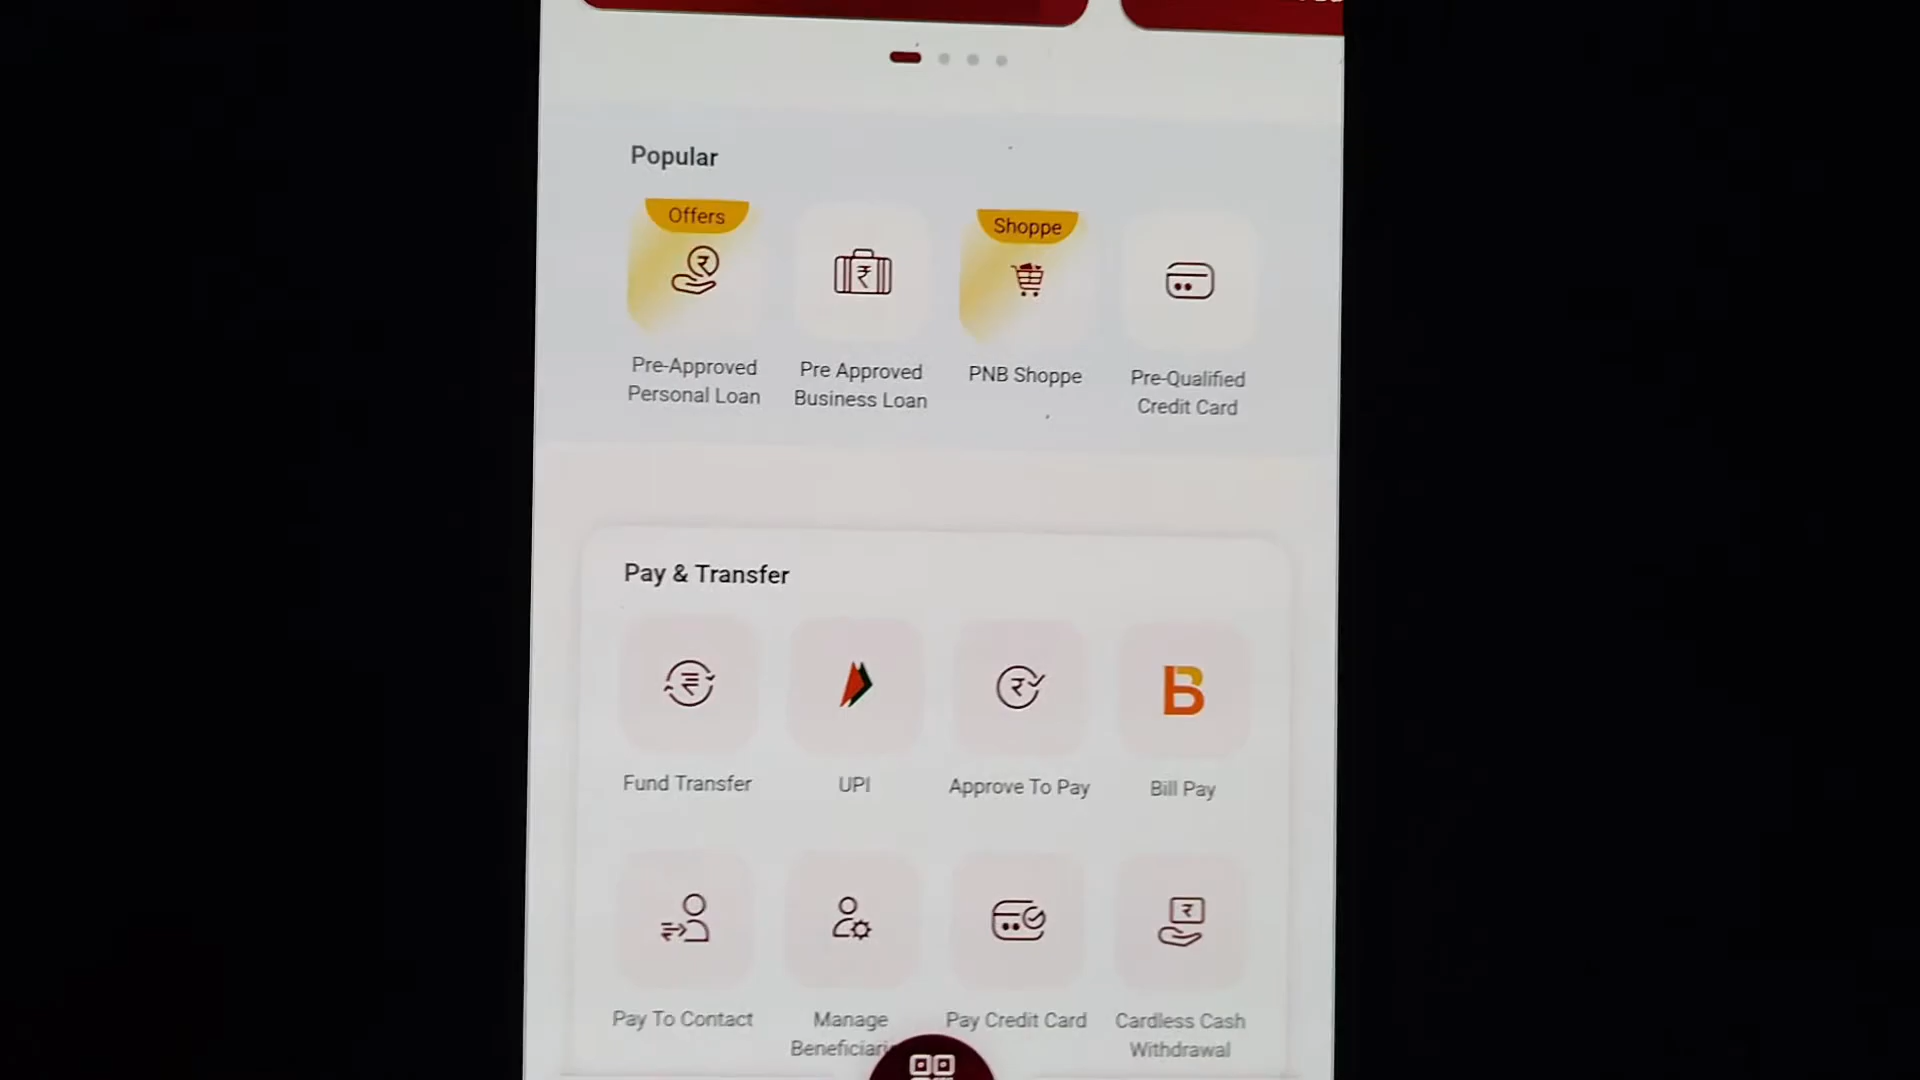 Popular
Offers
Shoppe
Pre-Approved
Personal Loan
Pre Approved
Business Loan
PNB Shoppe
Pre-Qualified
Credit Card
Pay & Transfer
Fund Transfer
UPI
Approve To Pay
Bill Pay
Pay To Contact
Manage
Pay Credit Card
Cardless Cash
Withdrawal